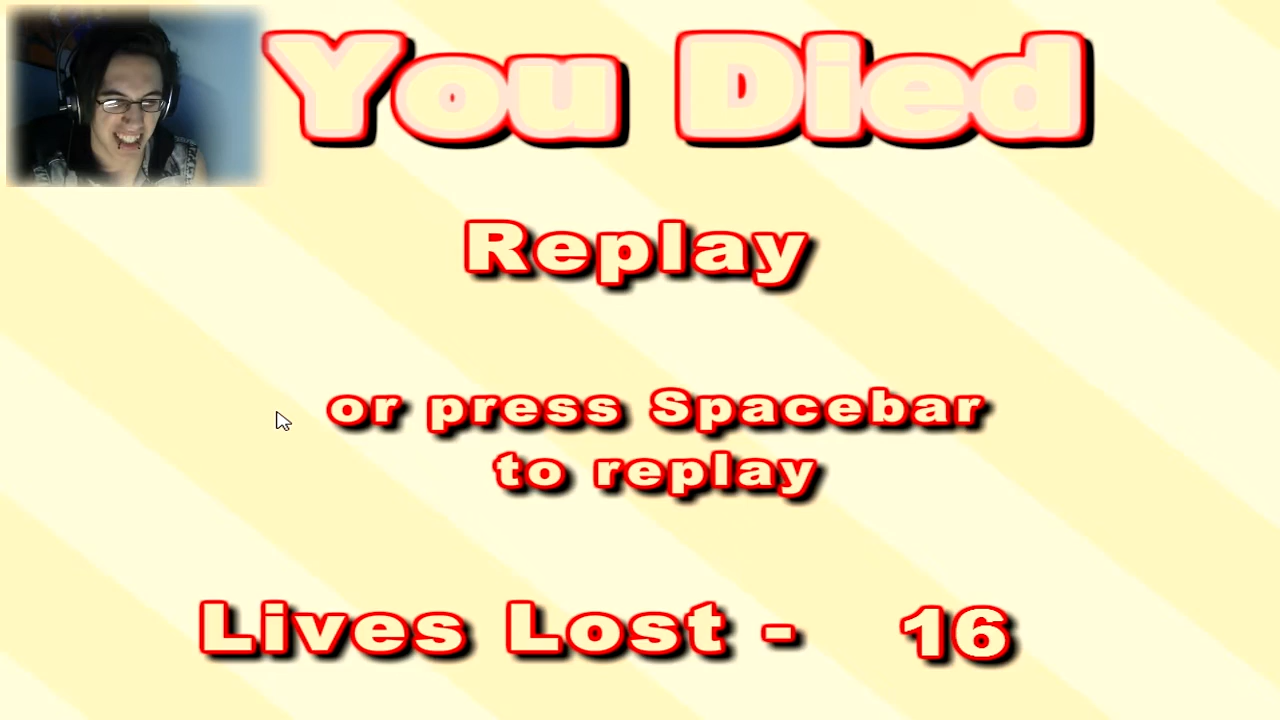 You Died
Replay
or press Spacebar
to replay
Lives Lost - 16